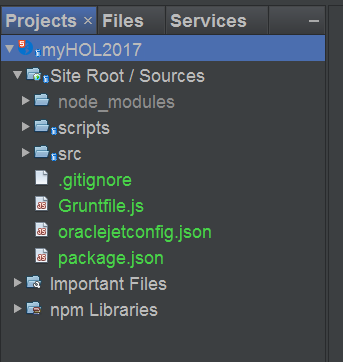 Projects × Files Services
myHOL2017
Site Root / Sources
node_modules
scripts
src
.gitignore
Gruntfile.js
oraclejetconfig.json
package.json
Important Files
npm Libraries